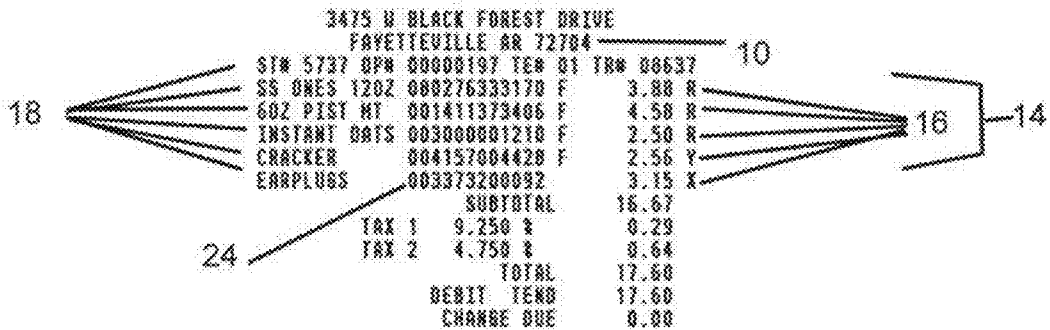 3475 W BLACK FOREST DRIVE
FAYETTEVILLE AR 72704
10
ST# 5737 OP# 00000197 TE# 01 TR# 08637
SS ONES 12OZ 080276333170 F 3.88 R
6OZ PIST MT 001411373406 F 4.58 R
18
16
14
INSTANT OATS 003000001210 F 2.50 R
CRACKER 004157004420 F 2.56 Y
EARPLUGS 003373200092 3.15 X
SUBTOTAL 16.67
TAX 1 9.250 % 0.29
24
TAX 2 4.750 % 0.64
TOTAL 17.60
DEBIT TEND 17.60
CHANGE DUE 0.00